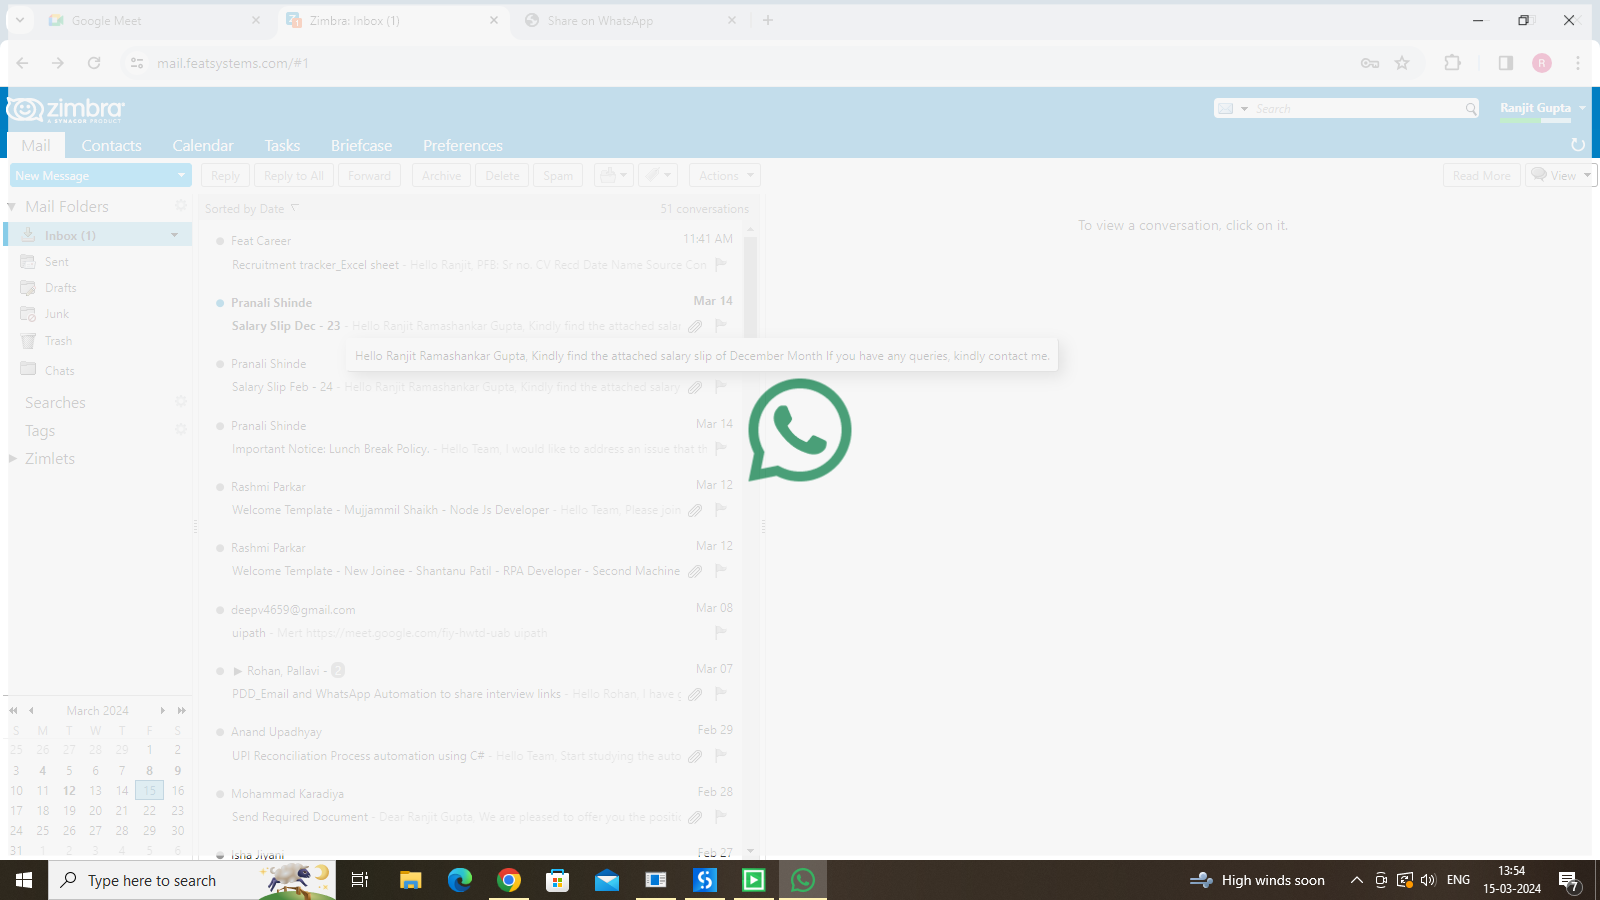 Google Meet
Zimbra: Inbox (1)
Share on WhatsApp
mail.featsystems.com/#1
R
zimbra
A SYNACOR PRODUCT
Search
Ranjit Gupta
Mail
Contacts
Calendar
Tasks
Briefcase
Preferences
New Message
Reply
Reply to All
Forward
Archive
Delete
Spam
Actions
Read More
View
Mail Folders
Inbox (1)
Sent
Drafts
Junk
Trash
Chats
Searches
Tags
Zimlets
Sorted by Date
51 conversations
To view a conversation, click on it.
Feat Career
11:41 AM
Recruitment tracker_Excel sheet - Hello Ranjit, PFB: Sr no. CV Recd Date Name Source Con
Pranali Shinde
Mar 14
Salary Slip Dec - 23 - Hello Ranjit Ramashankar Gupta, Kindly find the attached salar
Hello Ranjit Ramashankar Gupta, Kindly find the attached salary slip of December Month If you have any queries, kindly contact me.
Pranali Shinde
Salary Slip Feb - 24 - Hello Ranjit Ramashankar Gupta, Kindly find the attached salary
Pranali Shinde
Mar 14
Important Notice: Lunch Break Policy. - Hello Team, I would like to address an issue that th
Rashmi Parkar
Mar 12
Welcome Template - Mujjammil Shaikh - Node Js Developer - Hello Team, Please join
Rashmi Parkar
Mar 12
Welcome Template - New Joinee - Shantanu Patil - RPA Developer - Second Machine
deepv4659@gmail.com
Mar 08
uipath - Mert https://meet.google.com/fiy-hwtd-uab uipath
Rohan, Pallavi - 2
Mar 07
PDD_Email and WhatsApp Automation to share interview links - Hello Rohan, I have g
Anand Upadhyay
Feb 29
UPI Reconciliation Process automation using C# - Hello Team, Start studying the auto
Mohammad Karadiya
Feb 28
Send Required Document - Dear Ranjit Gupta, We are pleased to offer you the positic
Isha Jiyani
Feb 27
March 2024
S M T W T F S
25 26 27 28 29 1 2
3 4 5 6 7 8 9
10 11 12 13 14 15 16
17 18 19 20 21 22 23
24 25 26 27 28 29 30
31 1 2 3 4 5 6
Type here to search
High winds soon
ENG
13:54
15-03-2024
7